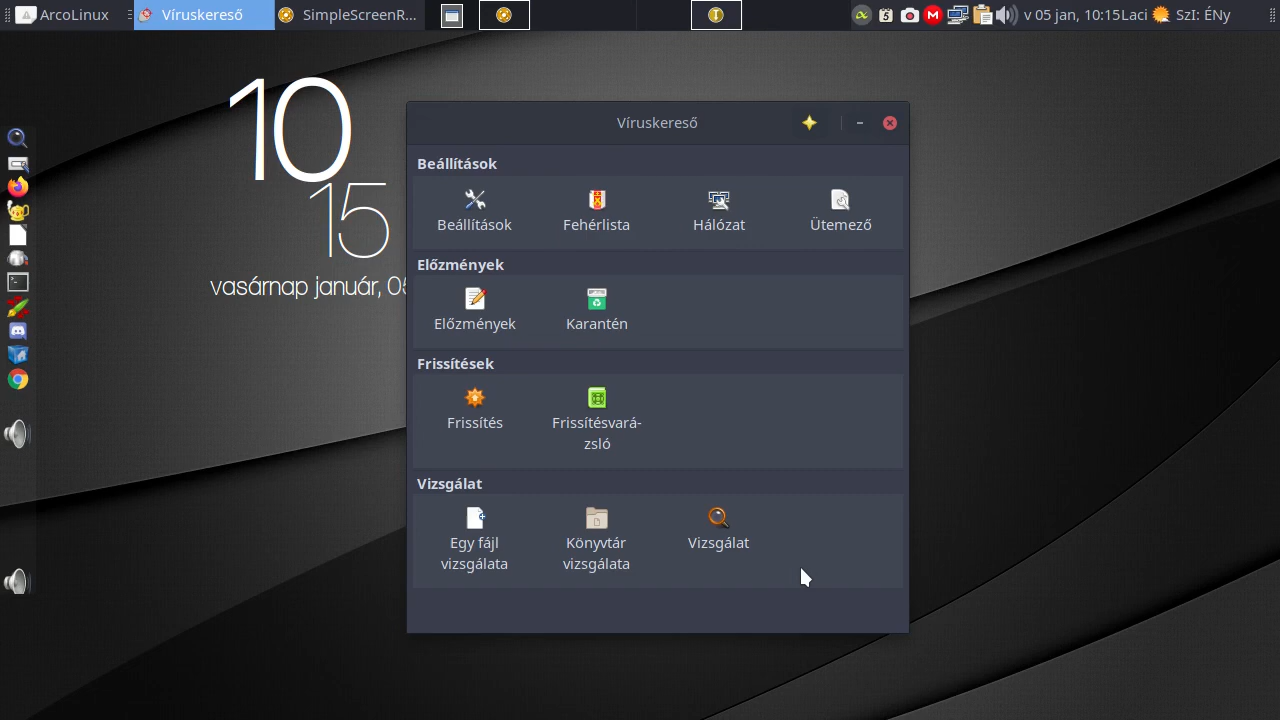 ArcoLinux
Víruskereső
SimpleScreenR...
5
v 05 jan, 10:15
Laci
SzI: ÉNy
10
15
vasárnap január, 05
Víruskereső
Beállítások
Beállítások
Fehérlista
Hálózat
Ütemező
Előzmények
Előzmények
Karantén
Frissítések
Frissítés
Frissítésvará-
zsló
Vizsgálat
Egy fájl
vizsgálata
Könyvtár
vizsgálata
Vizsgálat